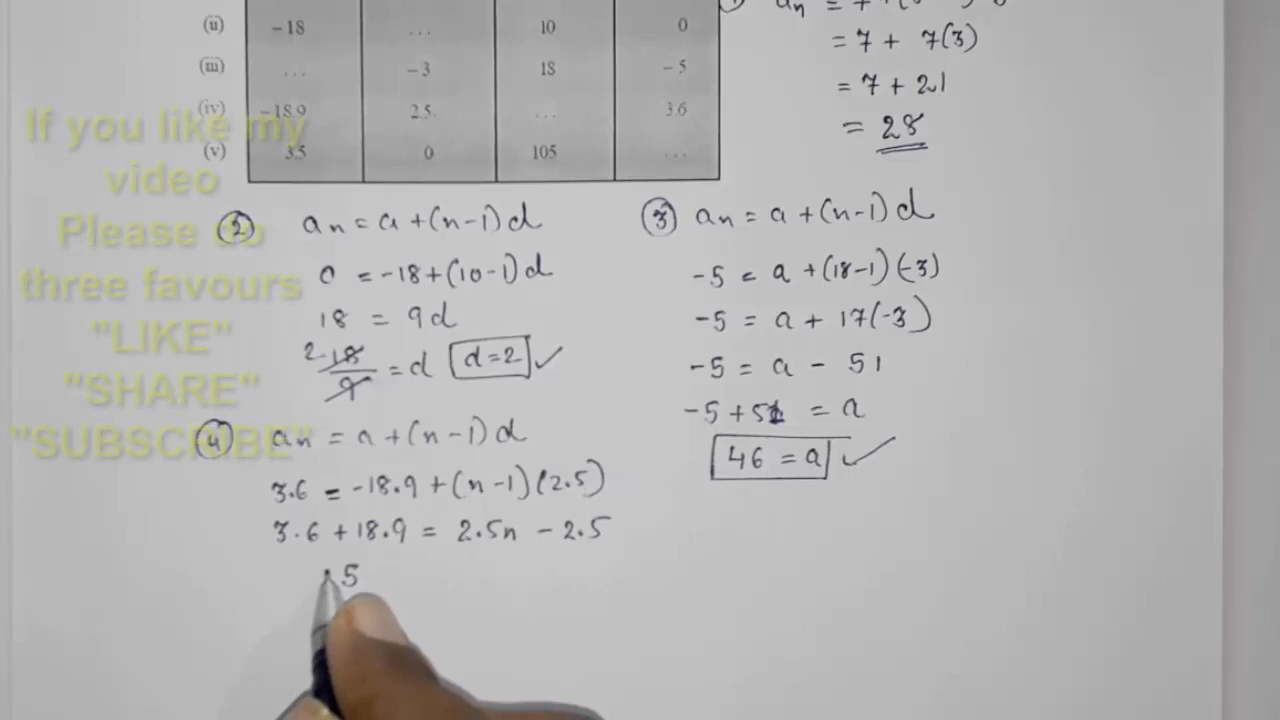 (ii) -18 ... 10 0
(iii) ... -3 18 -5
(iv) -18.9 2.5 ... 3.6
(v) 3.5 0 105 ...
= 7 + 7(3)
= 7 + 21
= 28
If you like my
video
Please do
three favours
"LIKE"
"SHARE"
"SUBSCRIBE"
(2) an = a + (n-1) d
0 = -18 + (10-1) d
18 = 9d
2 18/9 = d d = 2 ✓
(3) an = a + (n-1) d
-5 = a + (18-1) (-3)
-5 = a + 17(-3)
-5 = a - 51
-5 + 51 = a
46 = a ✓
(4) an = a + (n-1) d
3.6 = -18.9 + (n-1) (2.5)
3.6 + 18.9 = 2.5n - 2.5
.5